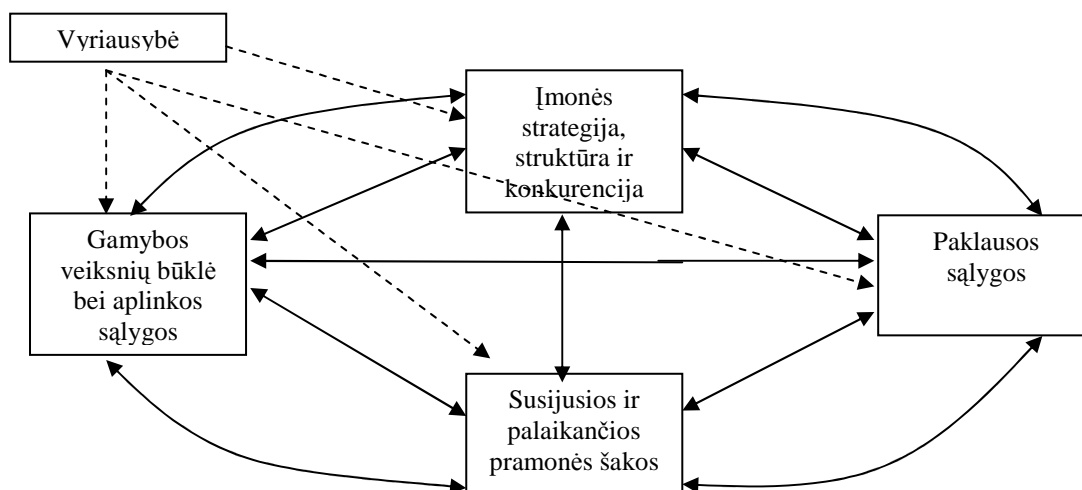 Vyriausybė
Įmonės
strategija,
struktūra ir
konkurencija
Gamybos
veiksnių būklė
bei aplinkos
sąlygos
Paklausos
sąlygos
Susijusios ir
palaikančios
pramonės šakos